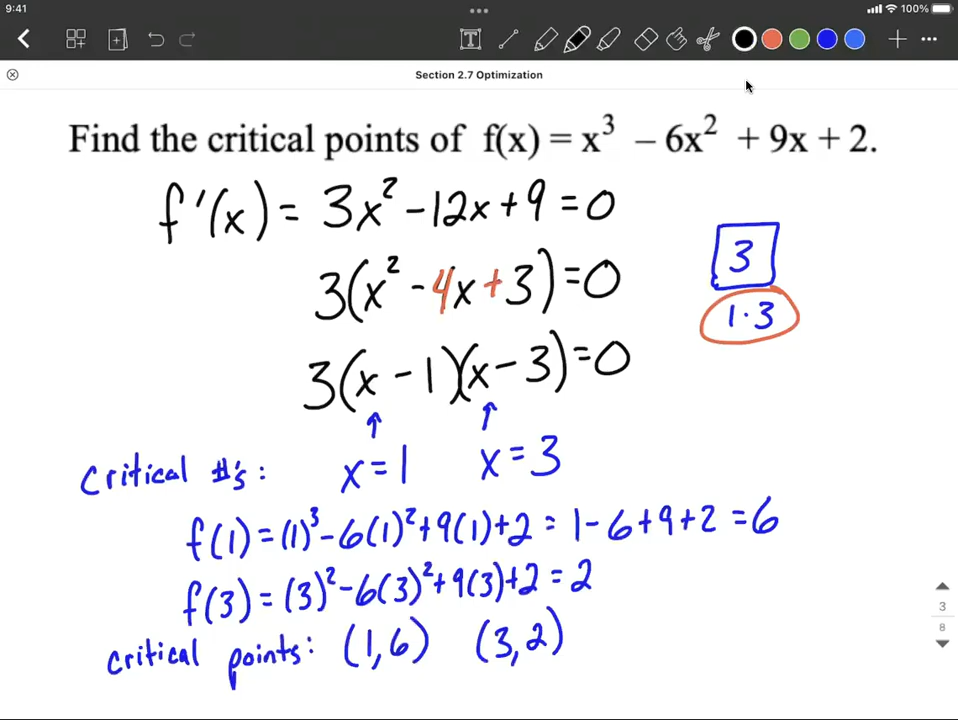 9:41
100%
Section 2.7 Optimization
Find the critical points of f(x) = x³ – 6x² + 9x + 2.
f'(x) = 3x² - 12x + 9 = 0
3(x² - 4x + 3) = 0
3
1·3
3(x - 1)(x - 3) = 0
critical #'s: x = 1 x = 3
f(1) = (1)³ - 6(1)² + 9(1) + 2 = 1 - 6 + 9 + 2 = 6
f(3) = (3)² - 6(3)² + 9(3) + 2 = 2
critical points: (1,6) (3,2)
3
8